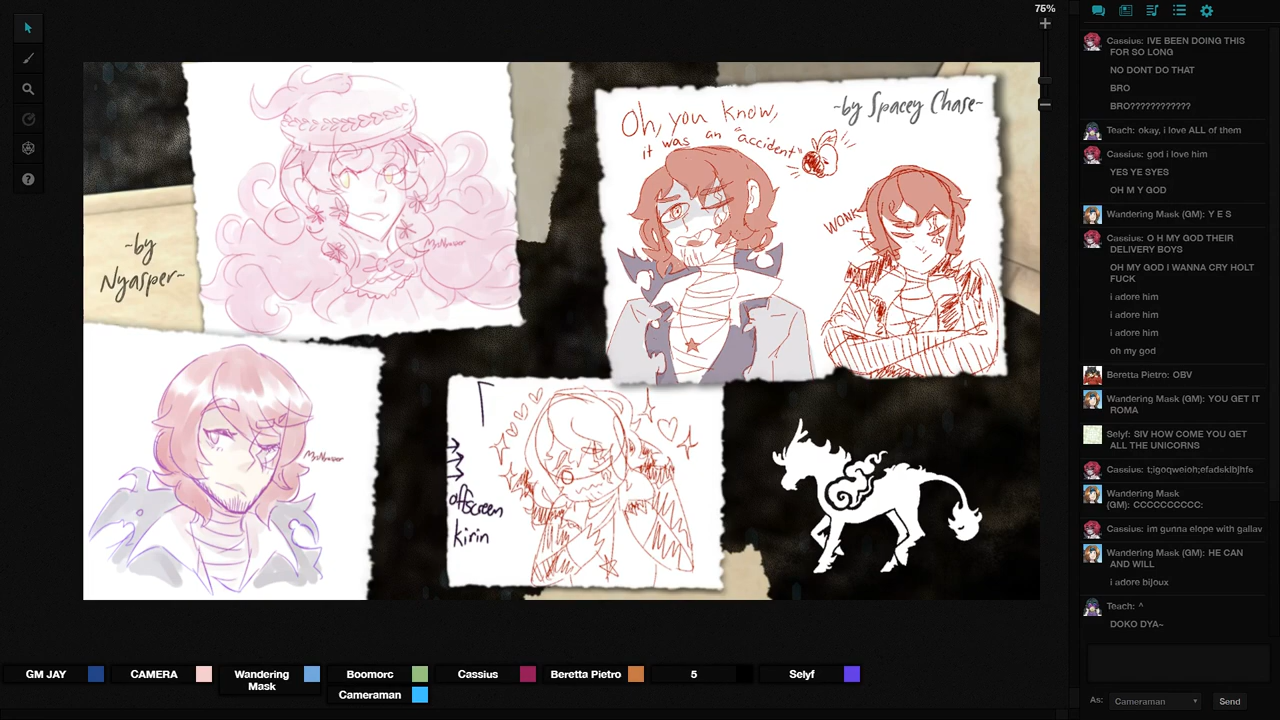 75%
Cassius: IVE BEEN DOING THIS
FOR SO LONG
NO DONT DO THAT
BRO
BRO????????????
Teach: okay, i love ALL of them
Cassius: god i love him
YES YE SYES
OH M Y GOD
Wandering Mask (GM): Y E S
Cassius: O H MY GOD THEIR
DELIVERY BOYS
OH MY GOD I WANNA CRY HOLT
FUCK
i adore him
i adore him
i adore him
oh my god
Beretta Pietro: OBV
Wandering Mask (GM): YOU GET IT
ROMA
Selyf: SIV HOW COME YOU GET
ALL THE UNICORNS
Cassius: t;igoqweioh;efadsklbjhfs
Wandering Mask
(GM): CCCCCCCCCC:
Cassius: im gunna elope with gallav
Wandering Mask (GM): HE CAN
AND WILL
i adore bijoux
Teach: ^
DOKO DYA~
As:
Cameraman
Send
~by
Nyasper~
Oh, you know,
it was an "accident"
~by Spacey Chase~
WONK
offscreen
kirin
GM JAY
CAMERA
Wandering
Mask
Boomorc
Cassius
Beretta Pietro
5
Selyf
Cameraman